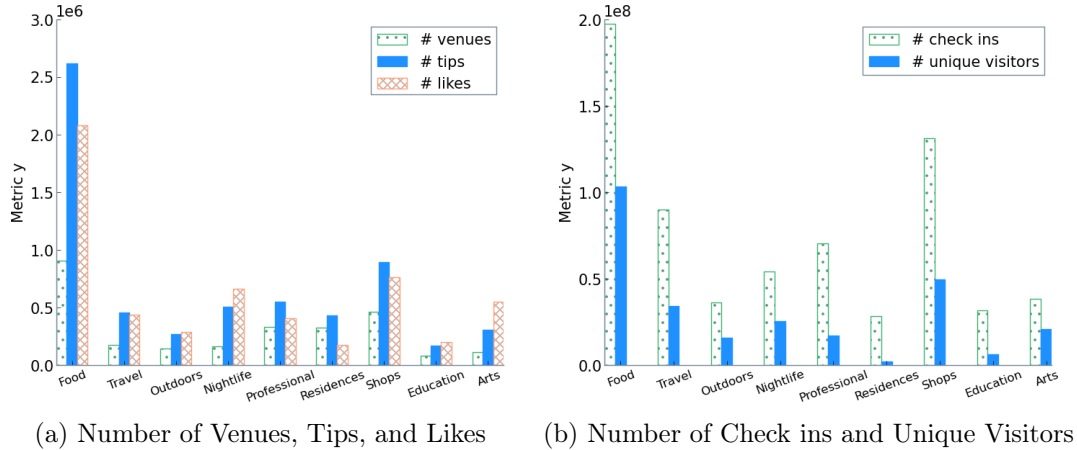 1e6
3.0
2.5
2.0
1.5
1.0
0.5
0.0
Metric y
# venues
# tips
# likes
Food
Travel
Outdoors
Nightlife
Professional
Residences
Shops
Education
Arts
(a) Number of Venues, Tips, and Likes
1e8
2.0
1.5
1.0
0.5
0.0
Metric y
# check ins
# unique visitors
Food
Travel
Outdoors
Nightlife
Professional
Residences
Shops
Education
Arts
(b) Number of Check ins and Unique Visitors